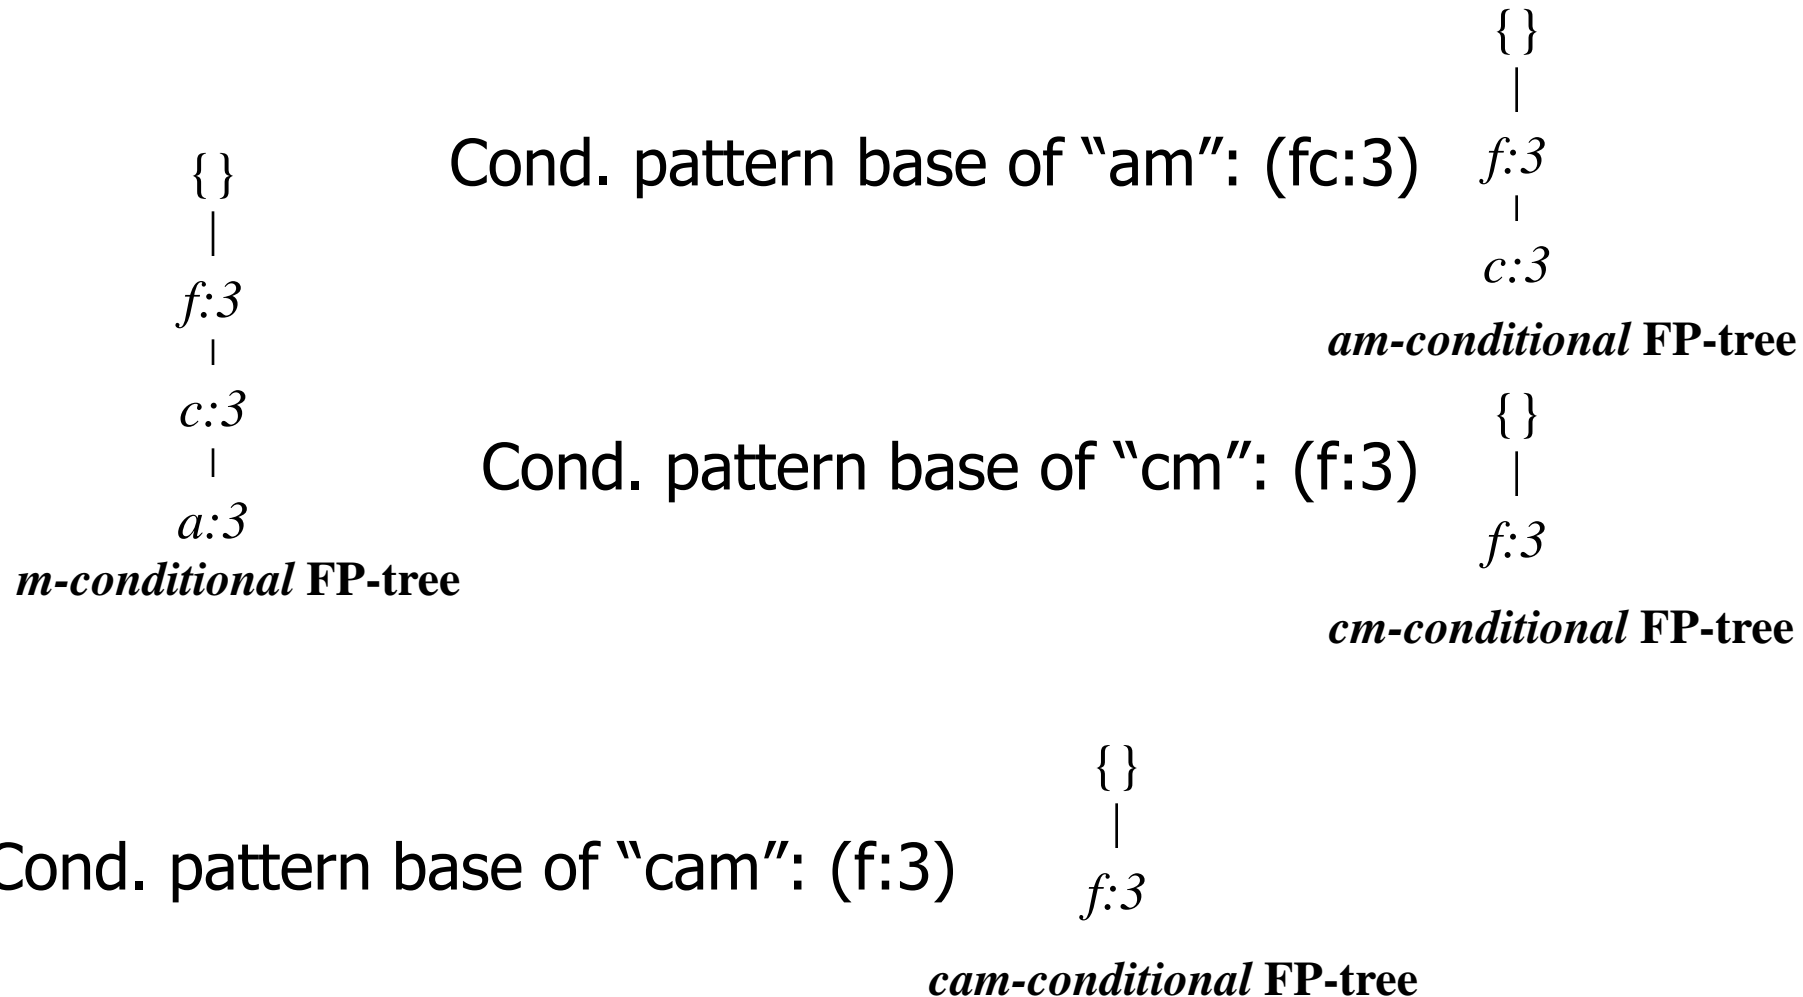 {}
f:3
c:3
a:3
m-conditional FP-tree
Cond. pattern base of “am”: (fc:3)
{}
f:3
c:3
am-conditional FP-tree
Cond. pattern base of “cm”: (f:3)
{}
f:3
cm-conditional FP-tree
Cond. pattern base of “cam”: (f:3)
{}
f:3
cam-conditional FP-tree